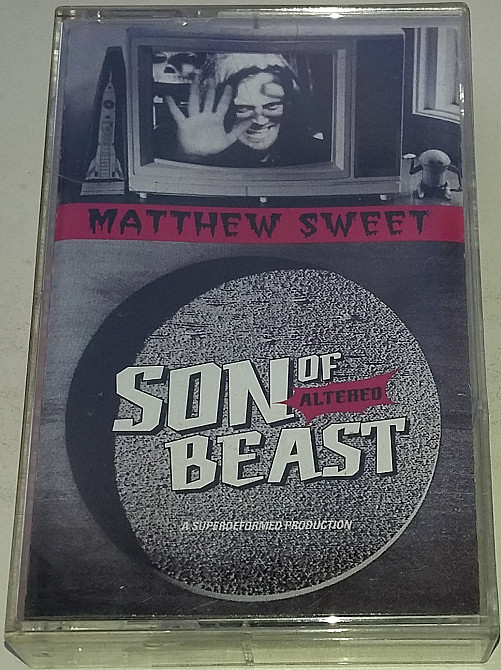 MATTHEW SWEET
SON OF
ALTERED
BEAST
A SUPERDEFORMED PRODUCTION